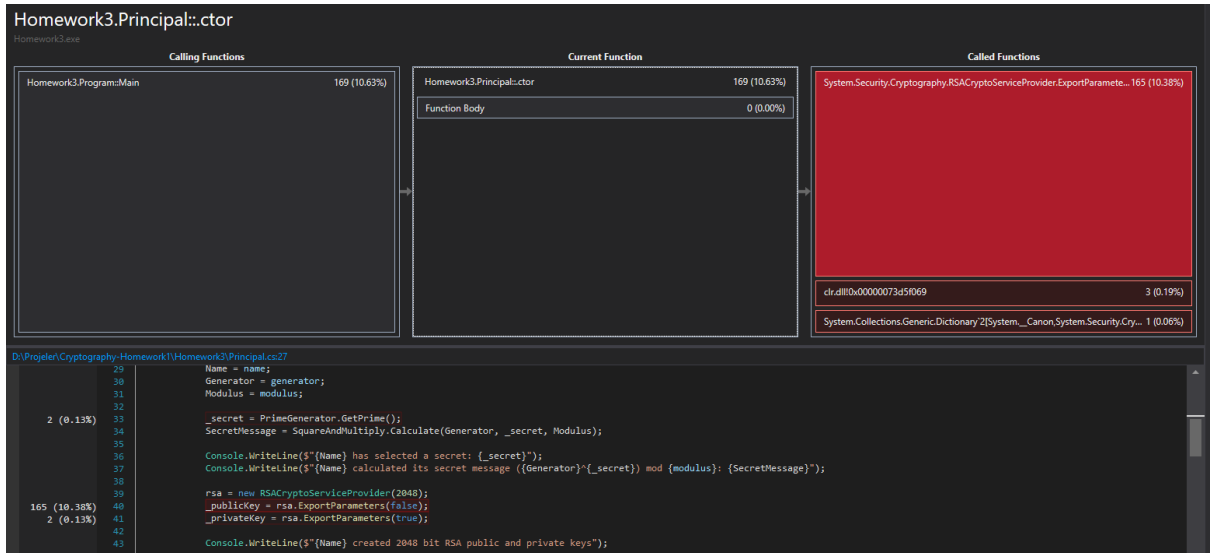 Homework3.Principal::.ctor
Homework3.exe
Calling Functions
Current Function
Called Functions
Homework3.Program::Main 169 (10.63%)
Homework3.Principal::.ctor 169 (10.63%)
Function Body 0 (0.00%)
System.Security.Cryptography.RSACryptoServiceProvider.ExportParamete... 165 (10.38%)
clr.dll!0x00000073d5f069 3 (0.19%)
System.Collections.Generic.Dictionary`2[System.__Canon,System.Security.Cry... 1 (0.06%)
D:\Projeler\Cryptography-Homework1\Homework3\Principal.cs:27
29 Name = name;
30 Generator = generator;
31 Modulus = modulus;
32
2 (0.13%) 33 _secret = PrimeGenerator.GetPrime();
34 SecretMessage = SquareAndMultiply.Calculate(Generator, _secret, Modulus);
35
36 Console.WriteLine($"{Name} has selected a secret: {_secret}");
37 Console.WriteLine($"{Name} calculated its secret message ({Generator}^{_secret}) mod {modulus}: {SecretMessage}");
38
39 rsa = new RSACryptoServiceProvider(2048);
165 (10.38%) 40 _publicKey = rsa.ExportParameters(false);
2 (0.13%) 41 _privateKey = rsa.ExportParameters(true);
42
43 Console.WriteLine($"{Name} created 2048 bit RSA public and private keys");